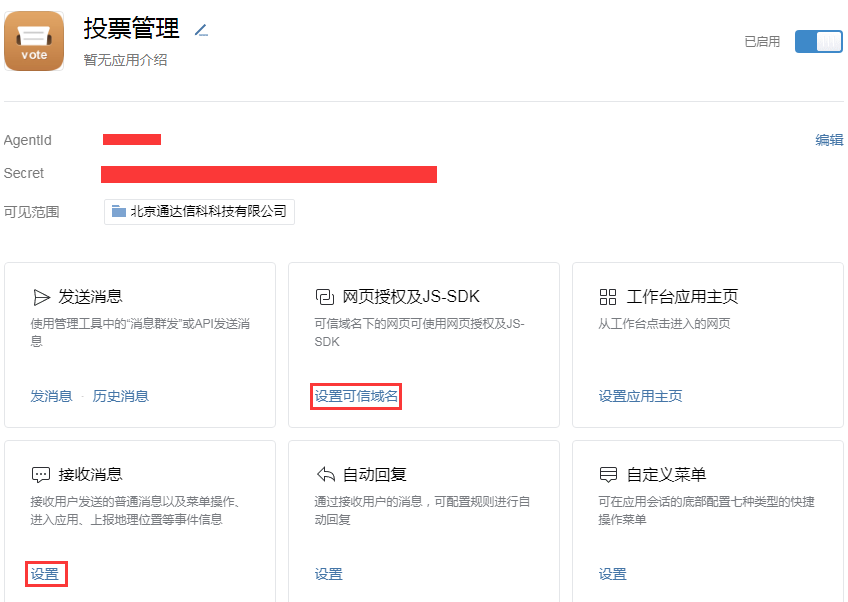 投票管理
vote
暂无应用介绍
已启用
AgentId
编辑
Secret
可见范围
北京通达信科科技有限公司
发送消息
使用管理工具中的“消息群发”或API发送消
息
发消息 · 历史消息
网页授权及JS-SDK
可信域名下的网页可使用网页授权及JS-
SDK
设置可信域名
工作台应用主页
从工作台点击进入的网页
设置应用主页
接收消息
接收用户发送的普通消息以及菜单操作、
进入应用、上报地理位置等事件信息
设置
自动回复
通过接收用户的消息，可配置规则进行自
动回复
设置
自定义菜单
可在应用会话的底部配置七种类型的快捷
操作菜单
设置